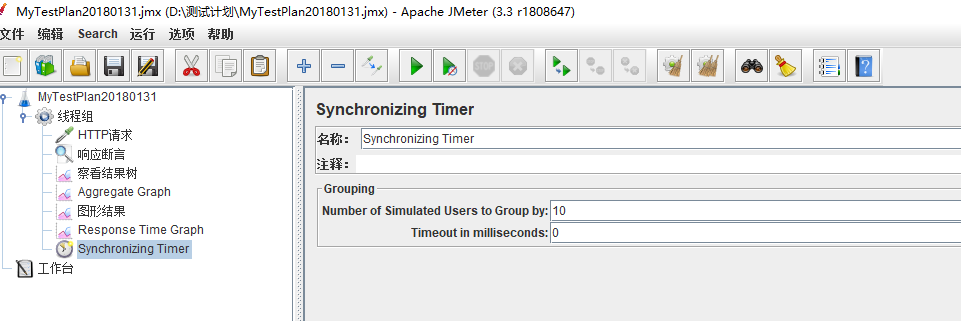 MyTestPlan20180131.jmx (D:\测试计划\MyTestPlan20180131.jmx) - Apache JMeter (3.3 r1808647)
文件 编辑 Search 运行 选项 帮助
STOP
?
MyTestPlan20180131
线程组
HTTP请求
响应断言
察看结果树
Aggregate Graph
图形结果
Response Time Graph
Synchronizing Timer
工作台
Synchronizing Timer
名称： Synchronizing Timer
注释：
Grouping
Number of Simulated Users to Group by: 10
Timeout in milliseconds: 0